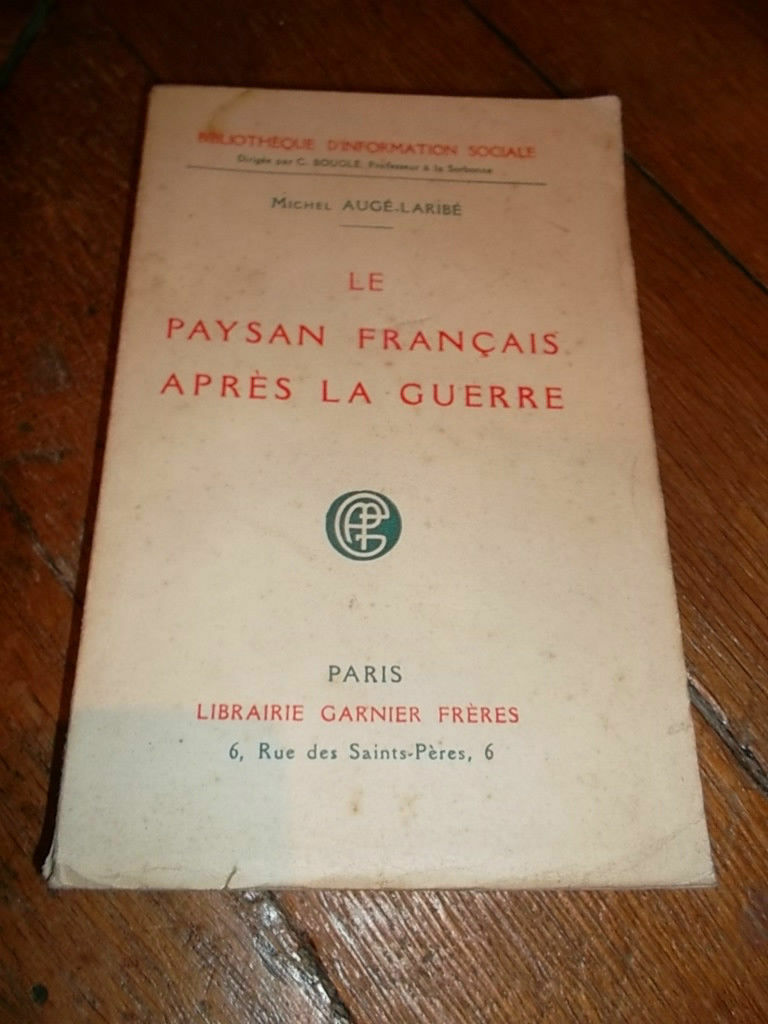 BIBLIOTHÈQUE D'INFORMATION SOCIALE
Dirigée par C. BOUGLÉ, Professeur à la Sorbonne
MICHEL AUGÉ-LARIBÉ
LE
PAYSAN FRANÇAIS
APRÈS LA GUERRE
PARIS
LIBRAIRIE GARNIER FRÈRES
6, Rue des Saints-Pères, 6